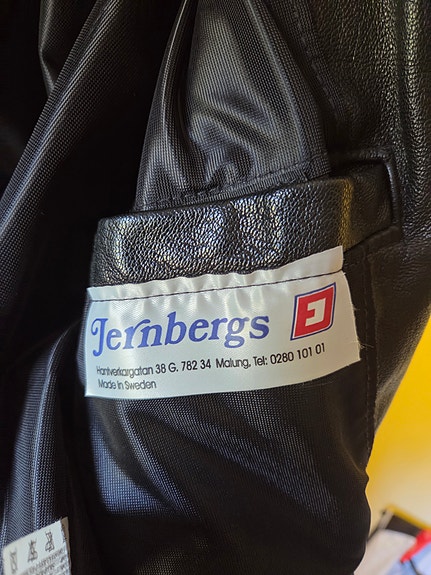 Jernbergs
Hantverkargatan 38 G. 782 34 Malung, Tel: 0280 101 01
Made in Sweden